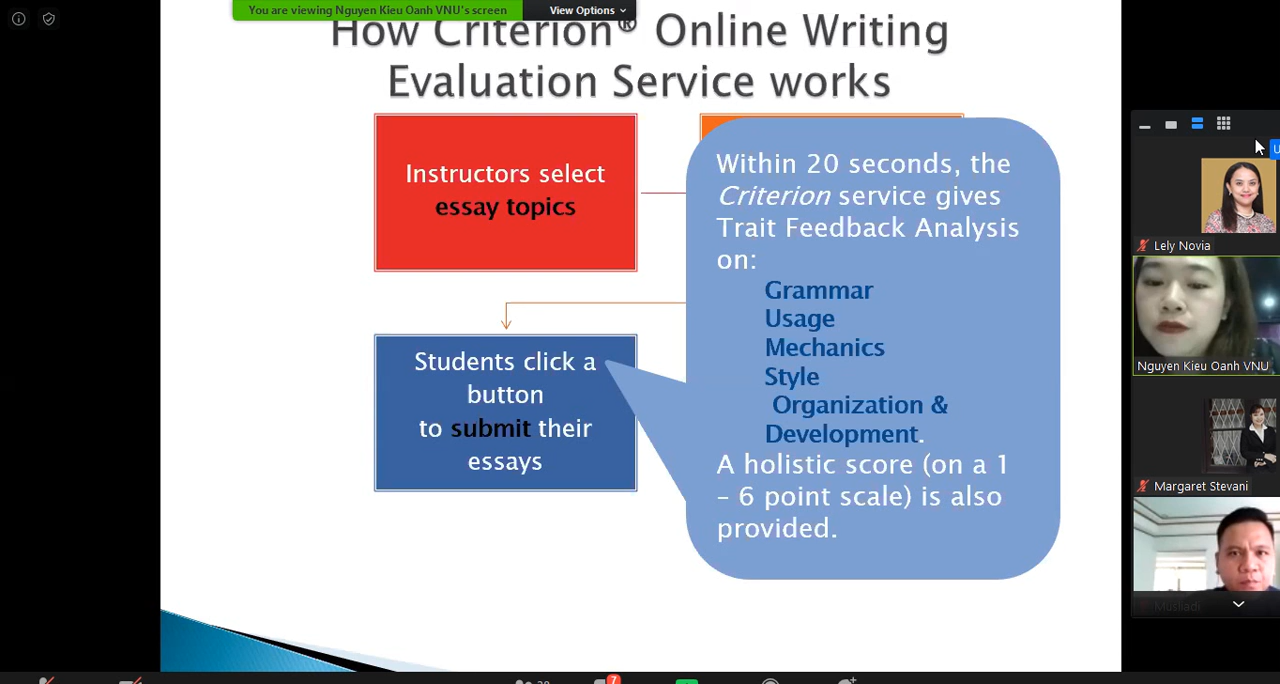 You are viewing Nguyen Kieu Oanh VNU's screen
View Options
How Criterion® Online Writing
Evaluation Service works
Instructors select
essay topics
Within 20 seconds, the
Criterion service gives
Trait Feedback Analysis
on:
Grammar
Usage
Mechanics
Style
Organization &
Development.
A holistic score (on a 1
– 6 point scale) is also
provided.
Students click a
button
to submit their
essays
Lely Novia
Nguyen Kieu Oanh VNU
Margaret Stevani
Musliadi
7